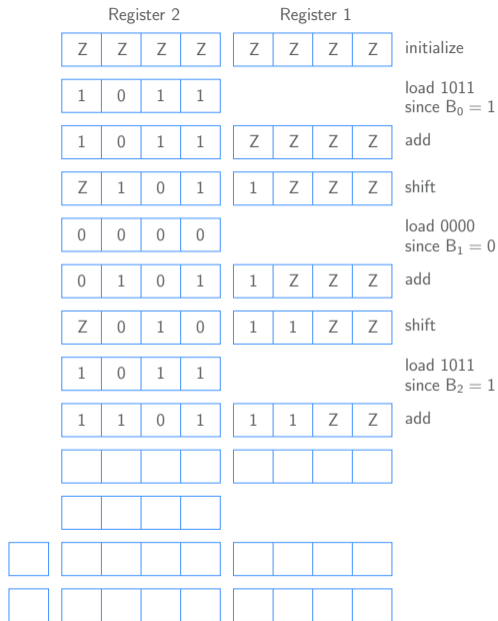 Register 2 Register 1
Z Z Z Z Z Z Z Z initialize
1 0 1 1 load 1011
since B₀ = 1
1 0 1 1 Z Z Z Z add
Z 1 0 1 1 Z Z Z shift
0 0 0 0 load 0000
since B₁ = 0
0 1 0 1 1 Z Z Z add
Z 0 1 0 1 1 Z Z shift
1 0 1 1 load 1011
since B₂ = 1
1 1 0 1 1 1 Z Z add